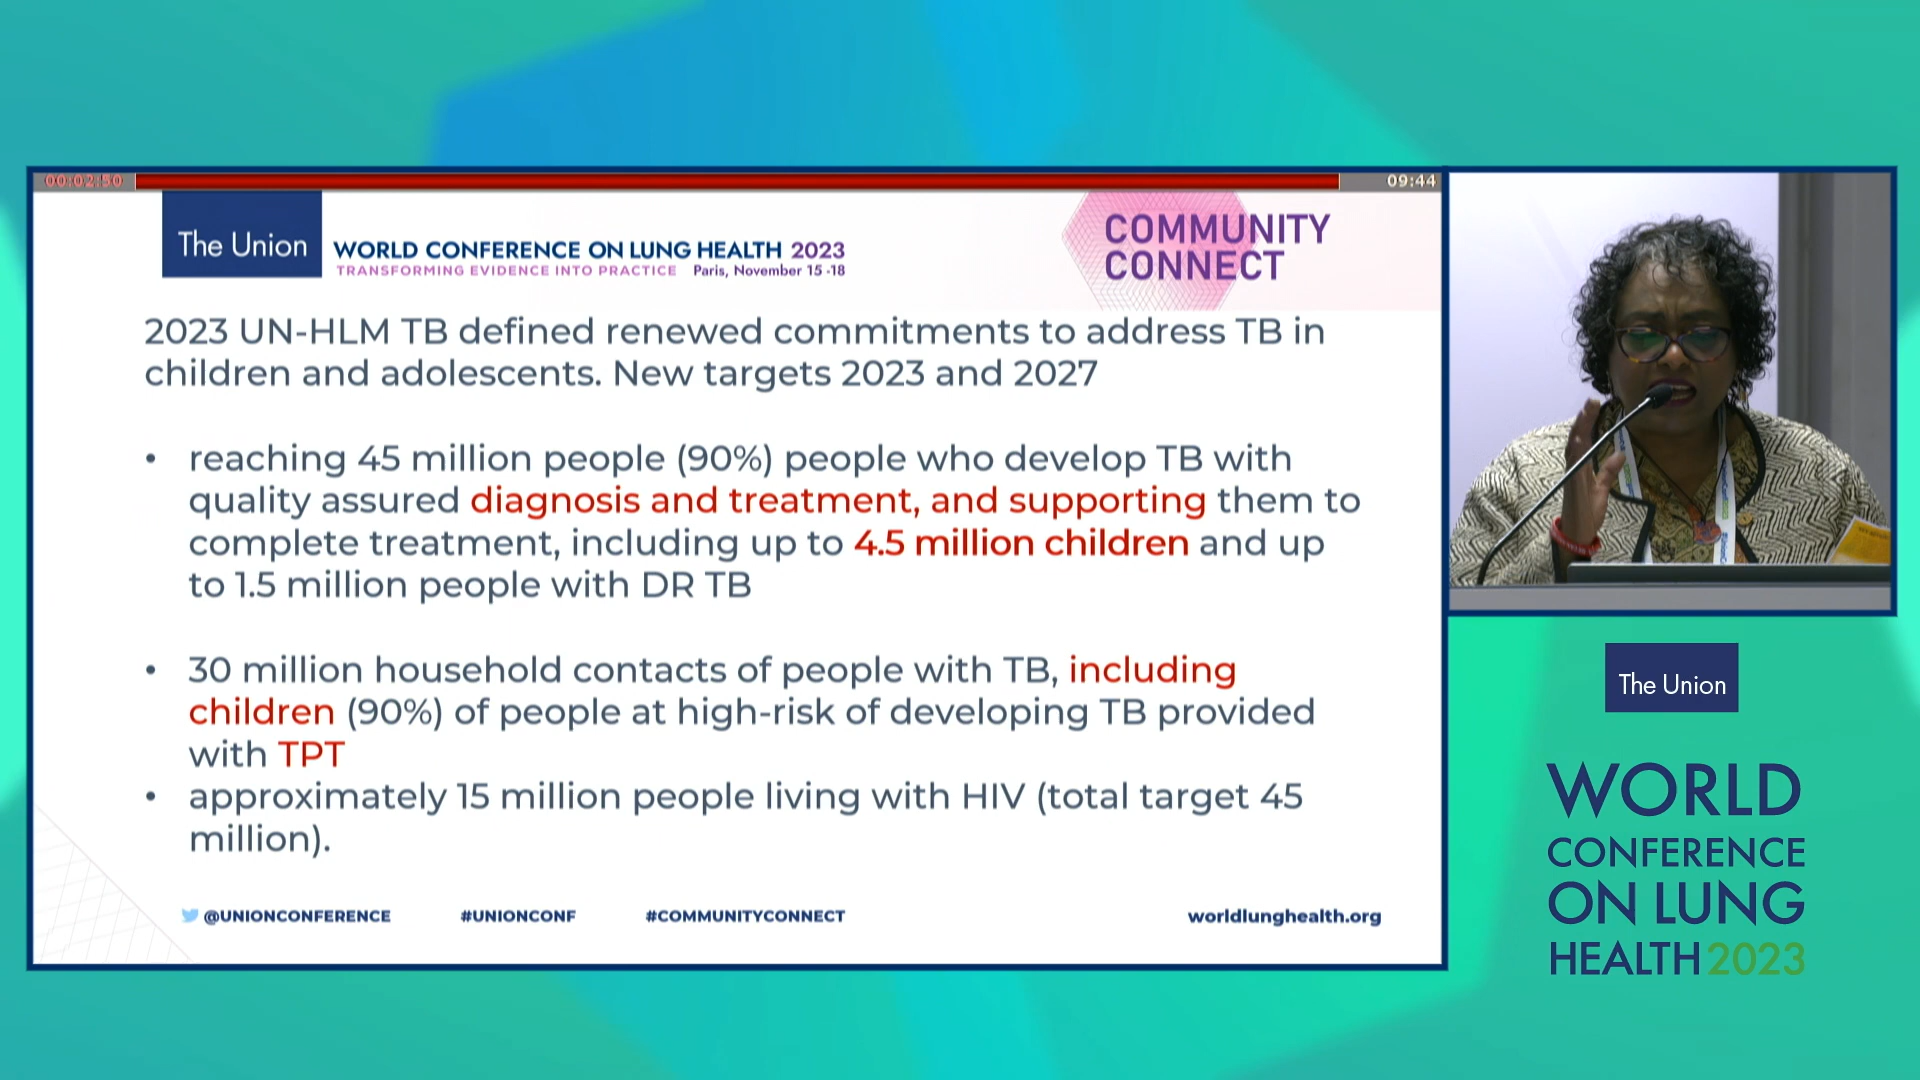 00:02:50
09:44
The Union
WORLD CONFERENCE ON LUNG HEALTH 2023
TRANSFORMING EVIDENCE INTO PRACTICE Paris, November 15 -18
COMMUNITY
CONNECT
2023 UN-HLM TB defined renewed commitments to address TB in
children and adolescents. New targets 2023 and 2027
• reaching 45 million people (90%) people who develop TB with
quality assured diagnosis and treatment, and supporting them to
complete treatment, including up to 4.5 million children and up
to 1.5 million people with DR TB
• 30 million household contacts of people with TB, including
children (90%) of people at high-risk of developing TB provided
with TPT
• approximately 15 million people living with HIV (total target 45
million).
@UNIONCONFERENCE
#UNIONCONF
#COMMUNITYCONNECT
worldlunghealth.org
The Union
WORLD
CONFERENCE
ON LUNG
HEALTH 2023